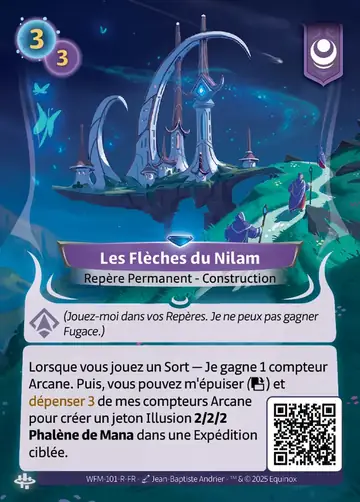 3
3
Les Flèches du Nilam
Repère Permanent - Construction
(Jouez-moi dans vos Repères. Je ne peux pas gagner
Fugace.)
Lorsque vous jouez un Sort — Je gagne 1 compteur
Arcane. Puis, vous pouvez m'épuiser () et
dépenser 3 de mes compteurs Arcane
pour créer un jeton Illusion 2/2/2
Phalène de Mana dans une Expédition
ciblée.
WFM-101-R-FR - Jean-Baptiste Andrier - ™ & © 2025 Equinox